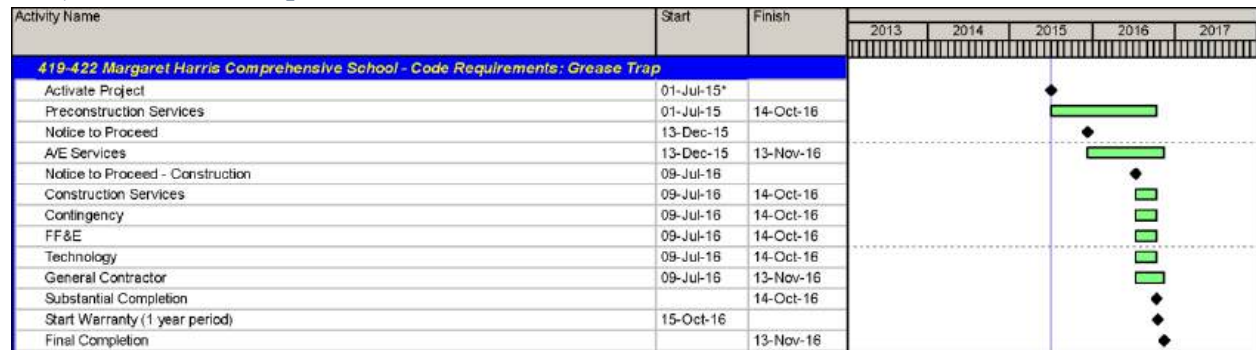 Activity Name Start Finish
2013 2014 2015 2016 2017
419-422 Margaret Harris Comprehensive School - Code Requirements: Grease Trap
Activate Project 01-Jul-15*
Preconstruction Services 01-Jul-15 14-Oct-16
Notice to Proceed 13-Dec-15
A/E Services 13-Dec-15 13-Nov-16
Notice to Proceed - Construction 09-Jul-16
Construction Services 09-Jul-16 14-Oct-16
Contingency 09-Jul-16 14-Oct-16
FF&E 09-Jul-16 14-Oct-16
Technology 09-Jul-16 14-Oct-16
General Contractor 09-Jul-16 13-Nov-16
Substantial Completion 14-Oct-16
Start Warranty (1 year period) 15-Oct-16
Final Completion 13-Nov-16